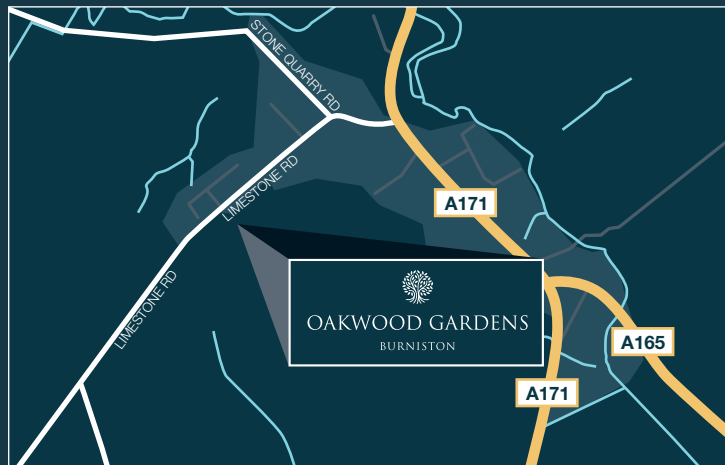 STONE QUARRY RD
LIMESTONE RD
A171
LIMESTONE RD
OAKWOOD GARDENS
BURNISTON
A165
A171